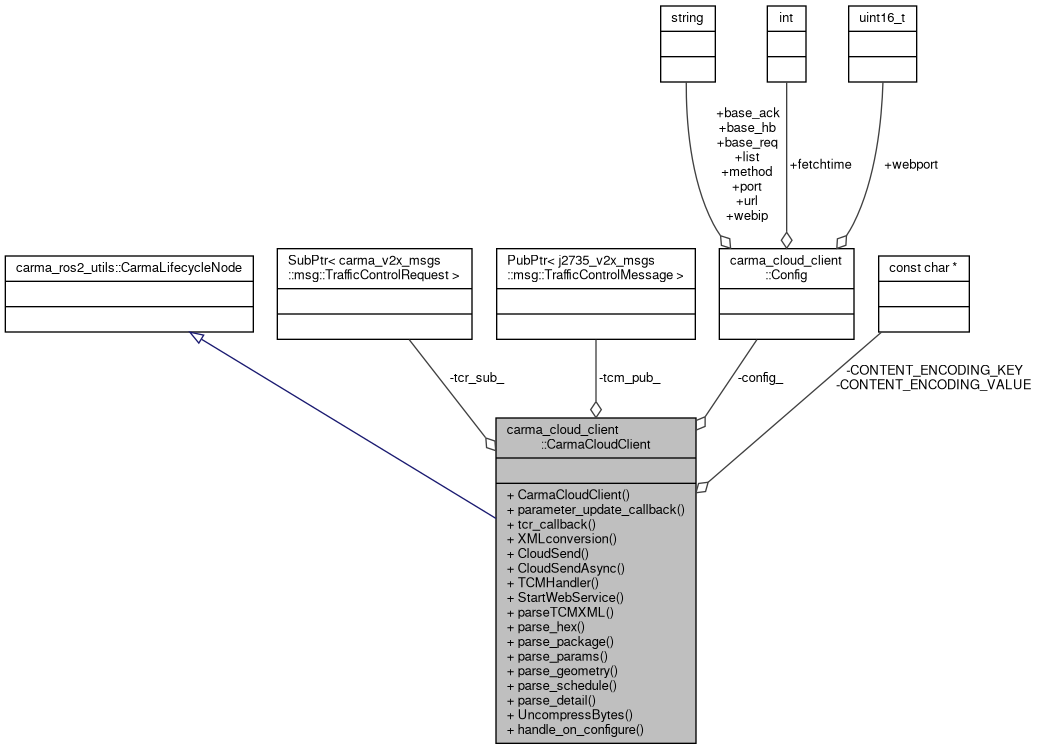 string
int
uint16_t
+base_ack
+base_hb
+base_req
+list
+method
+port
+url
+webip
+fetchtime
+webport
carma_ros2_utils::CarmaLifecycleNode
SubPtr< carma_v2x_msgs
::msg::TrafficControlRequest >
PubPtr< j2735_v2x_msgs
::msg::TrafficControlMessage >
carma_cloud_client
::Config
const char *
-tcr_sub_
-tcm_pub_
-config_
-CONTENT_ENCODING_KEY
-CONTENT_ENCODING_VALUE
carma_cloud_client
::CarmaCloudClient
+ CarmaCloudClient()
+ parameter_update_callback()
+ tcr_callback()
+ XMLconversion()
+ CloudSend()
+ CloudSendAsync()
+ TCMHandler()
+ StartWebService()
+ parseTCMXML()
+ parse_hex()
+ parse_package()
+ parse_params()
+ parse_geometry()
+ parse_schedule()
+ parse_detail()
+ UncompressBytes()
+ handle_on_configure()